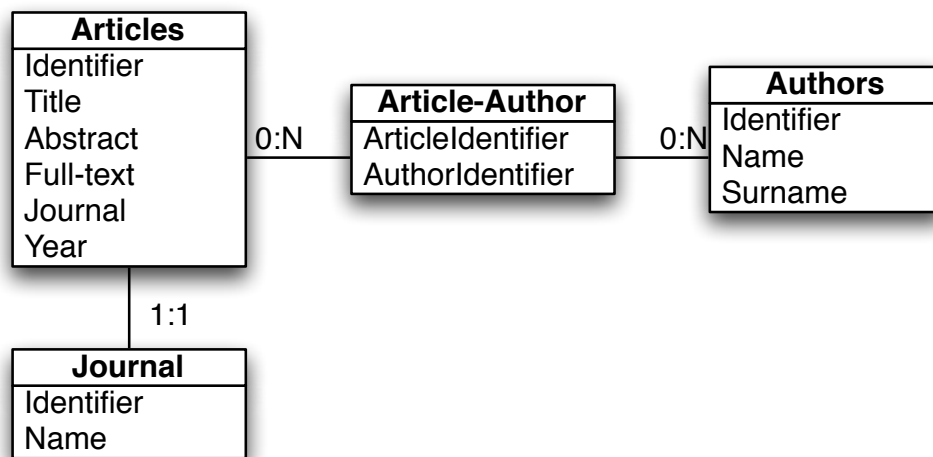 Articles
Identifier
Title
Abstract
Full-text
Journal
Year
0:N
Article-Author
ArticleIdentifier
AuthorIdentifier
0:N
Authors
Identifier
Name
Surname
1:1
Journal
Identifier
Name